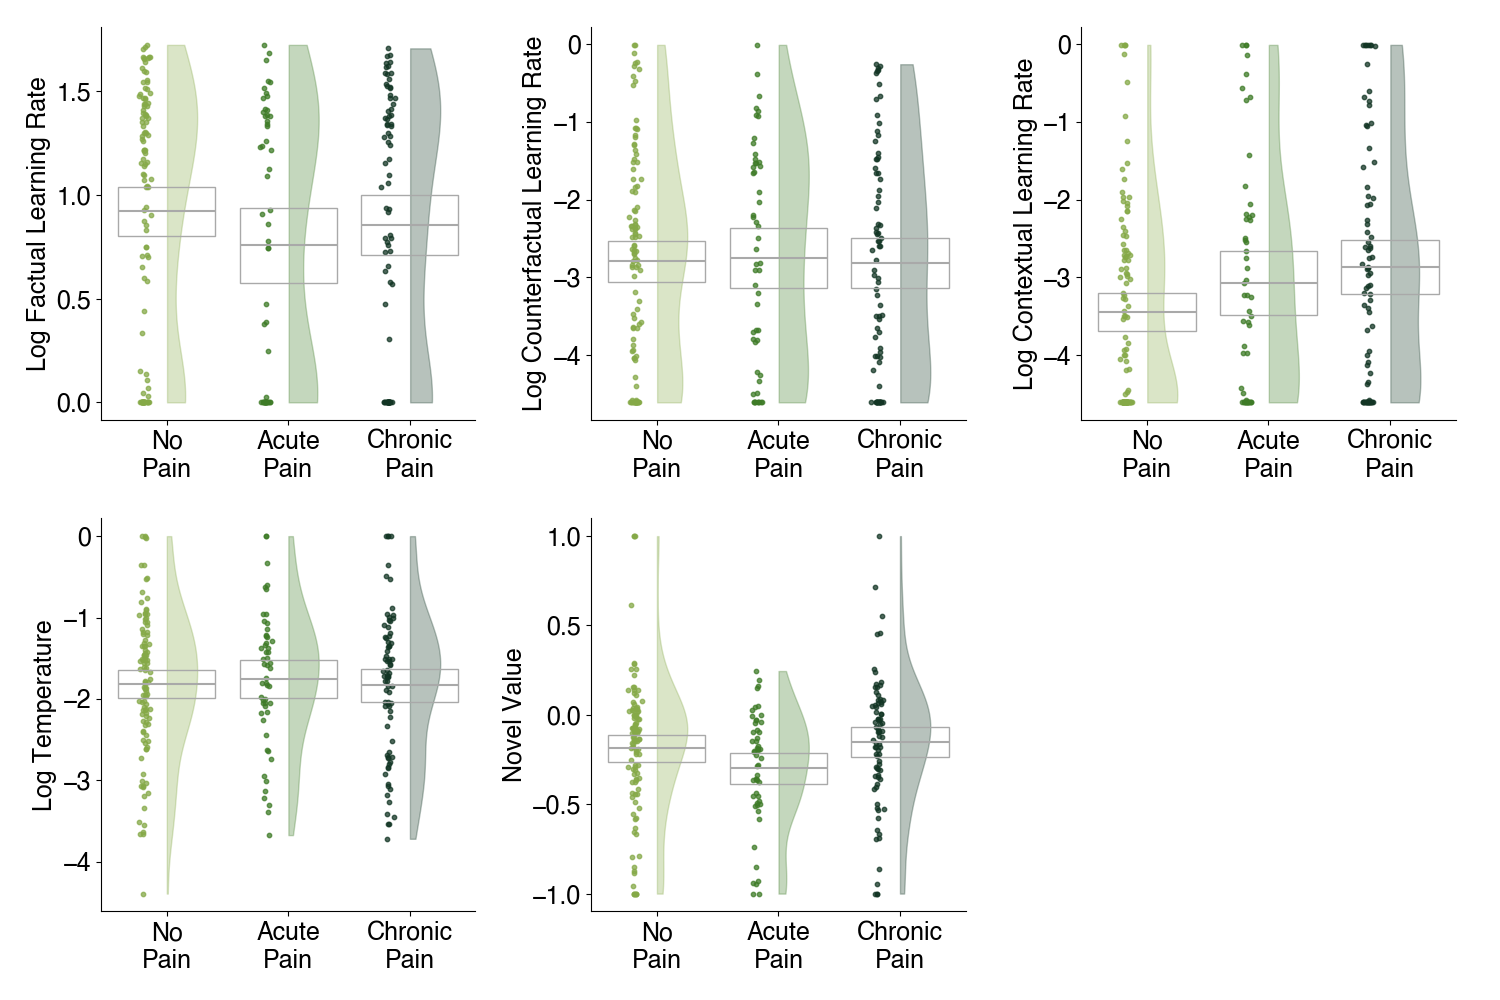 Log Factual Learning Rate
1.5
1.0
0.5
0.0
No
Pain
Acute
Pain
Chronic
Pain
Log Counterfactual Learning Rate
0
−1
−2
−3
−4
No
Pain
Acute
Pain
Chronic
Pain
Log Contextual Learning Rate
0
−1
−2
−3
−4
No
Pain
Acute
Pain
Chronic
Pain
Log Temperature
0
−1
−2
−3
−4
No
Pain
Acute
Pain
Chronic
Pain
Novel Value
1.0
0.5
0.0
−0.5
−1.0
No
Pain
Acute
Pain
Chronic
Pain